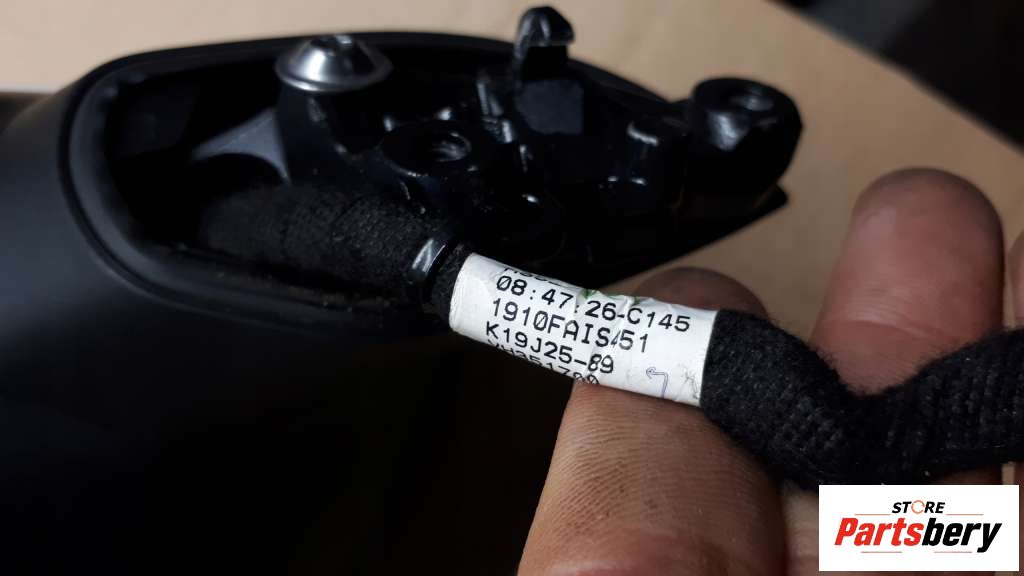 08:47:26-C145
1910FAIS451
K19J25-89
STORE
Partsbery